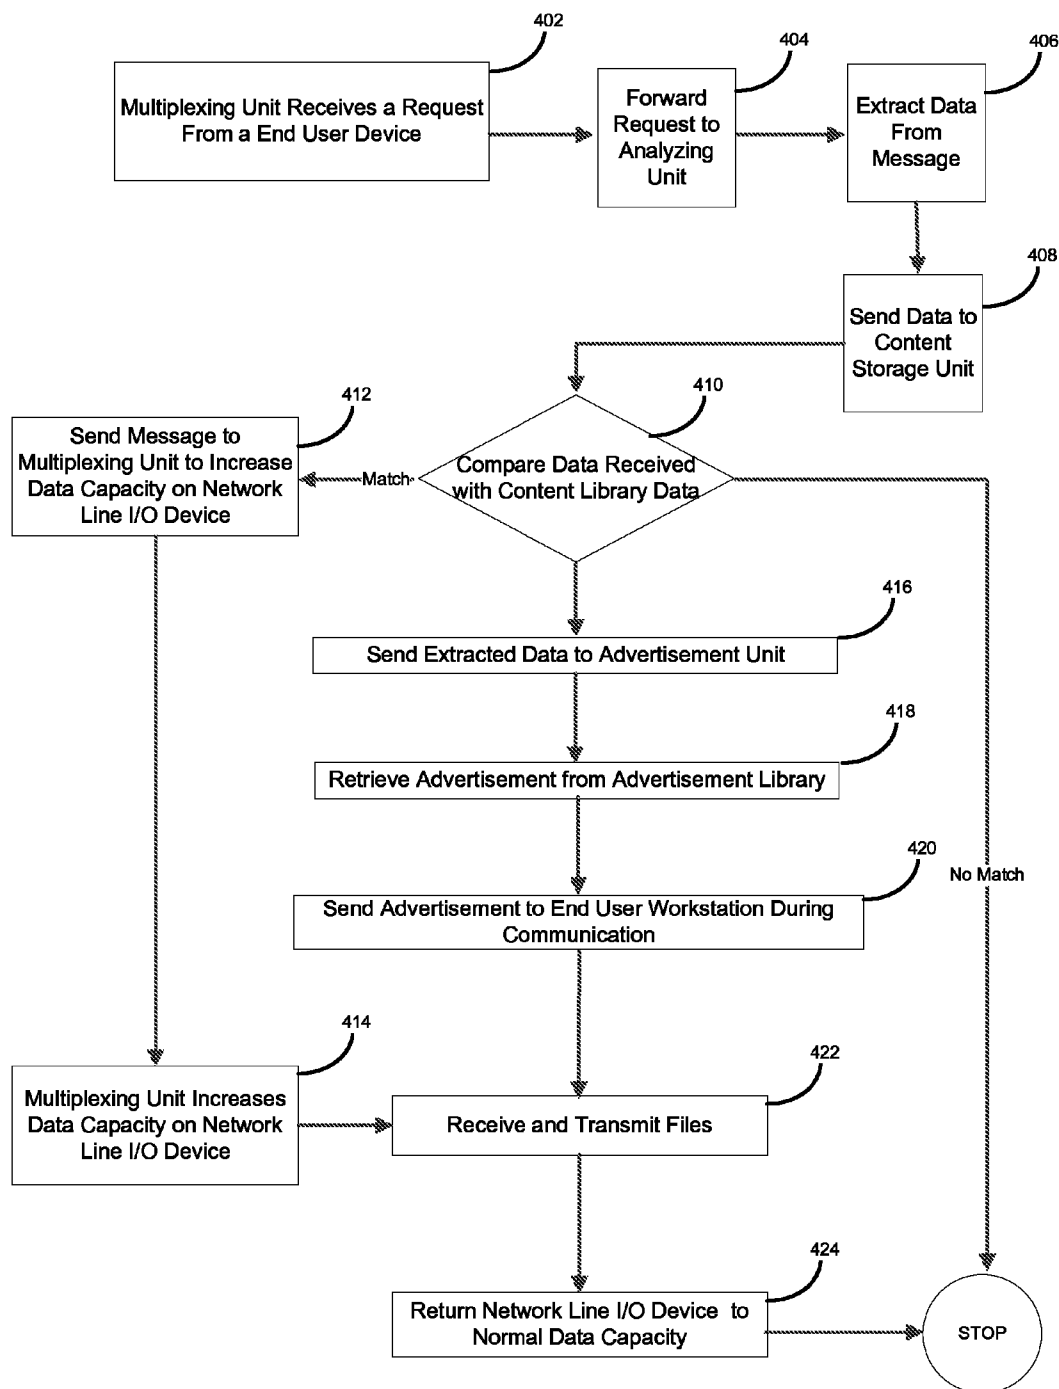 402
Multiplexing Unit Receives a Request
From a End User Device
404
Forward
Request to
Analyzing
Unit
406
Extract Data
From
Message
408
Send Data to
Content
Storage Unit
410
Compare Data Received
with Content Library Data
Match
412
Send Message to
Multiplexing Unit to Increase
Data Capacity on Network
Line I/O Device
416
Send Extracted Data to Advertisement Unit
418
Retrieve Advertisement from Advertisement Library
420
Send Advertisement to End User Workstation During
Communication
No Match
414
Multiplexing Unit Increases
Data Capacity on Network
Line I/O Device
422
Receive and Transmit Files
424
Return Network Line I/O Device to
Normal Data Capacity
STOP